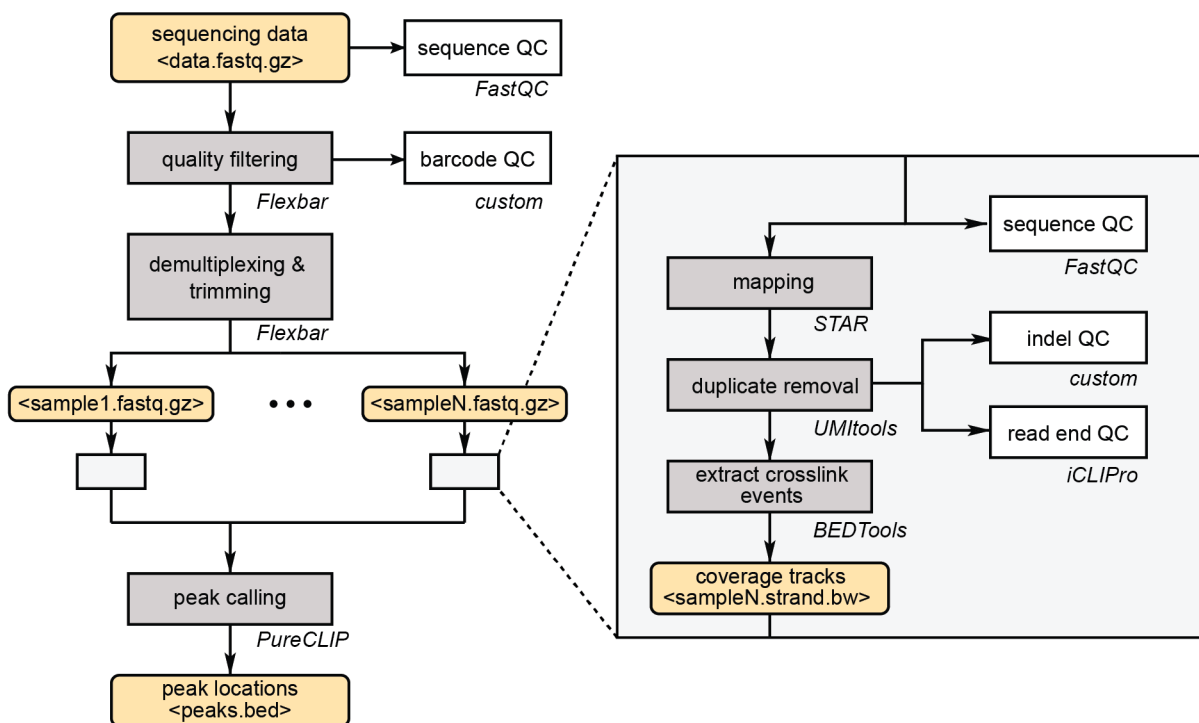 sequencing data
<data.fastq.gz>
sequence QC
FastQC
quality filtering
Flexbar
barcode QC
custom
demultiplexing &
trimming
Flexbar
<sample1.fastq.gz>
•••
<sampleN.fastq.gz>
peak calling
PureCLIP
peak locations
<peaks.bed>
sequence QC
FastQC
mapping
STAR
duplicate removal
UMItools
indel QC
custom
read end QC
iCLIPro
extract crosslink
events
BEDTools
coverage tracks
<sampleN.strand.bw>